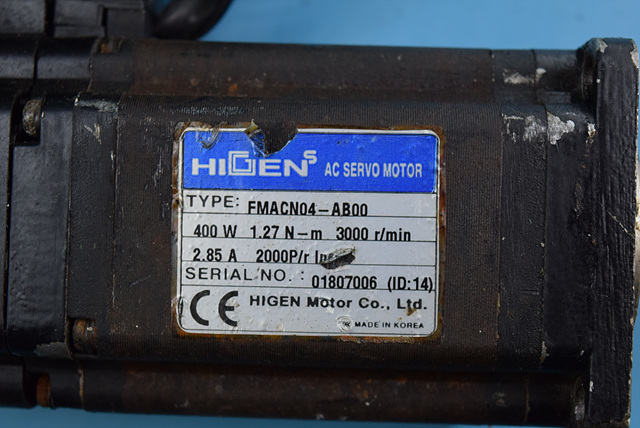 HIGENS AC SERVO MOTOR
TYPE: FMACN04-AB00
400 W 1.27 N-m 3000 r/min
2.85 A 2000P/r
SERIAL NO. : 01807006 (ID:14)
CE HIGEN Motor Co., Ltd.
MADE IN KOREA